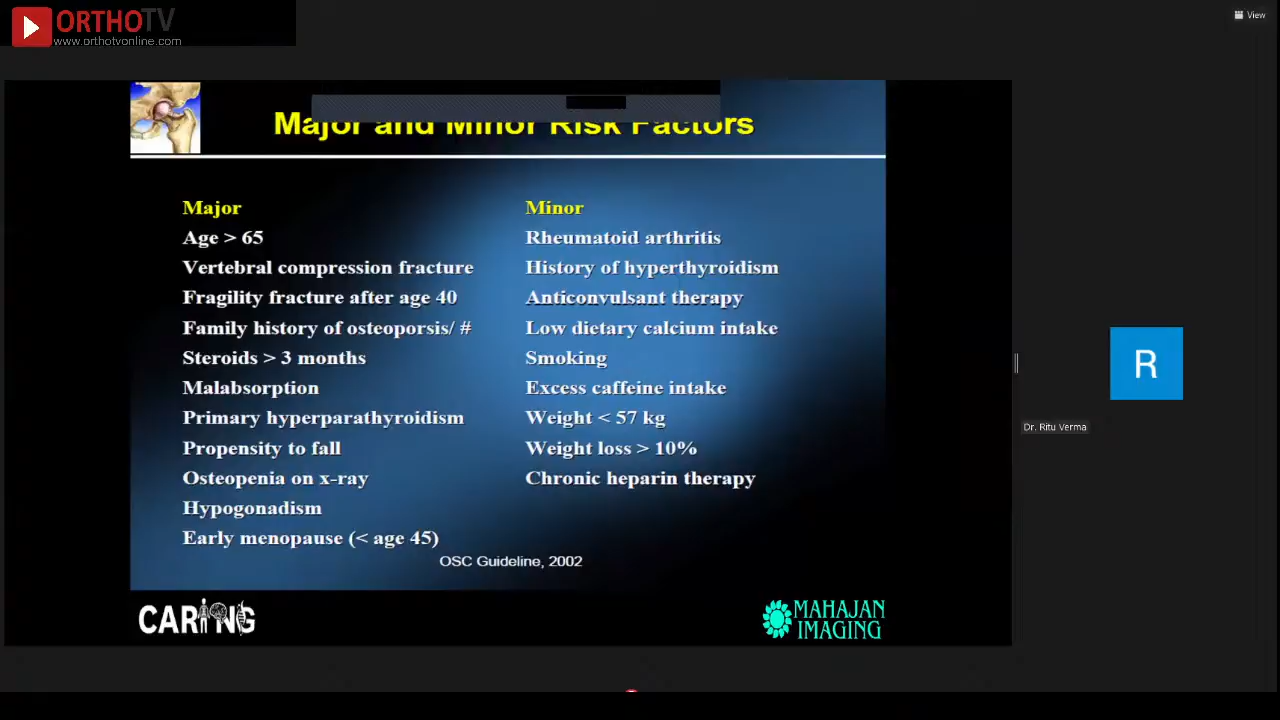 ORTHOTV
www.orthotvonline.com
View
Major and Minor Risk Factors
Major
Age > 65
Vertebral compression fracture
Fragility fracture after age 40
Family history of osteoporsis/ #
Steroids > 3 months
Malabsorption
Primary hyperparathyroidism
Propensity to fall
Osteopenia on x-ray
Hypogonadism
Early menopause (< age 45)
Minor
Rheumatoid arthritis
History of hyperthyroidism
Anticonvulsant therapy
Low dietary calcium intake
Smoking
Excess caffeine intake
Weight < 57 kg
Weight loss > 10%
Chronic heparin therapy
OSC Guideline, 2002
CARING
MAHAJAN
IMAGING
R
Dr. Ritu Verma